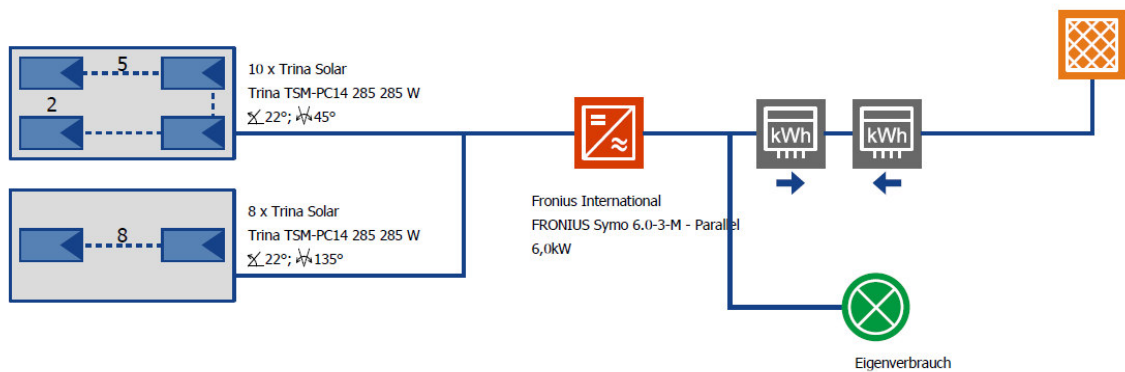 5
2
10 x Trina Solar
Trina TSM-PC14 285 285 W
22°; 45°
kWh
kWh
8
8 x Trina Solar
Trina TSM-PC14 285 285 W
22°; 135°
Fronius International
FRONIUS Symo 6.0-3-M - Parallel
6,0kW
Eigenverbrauch